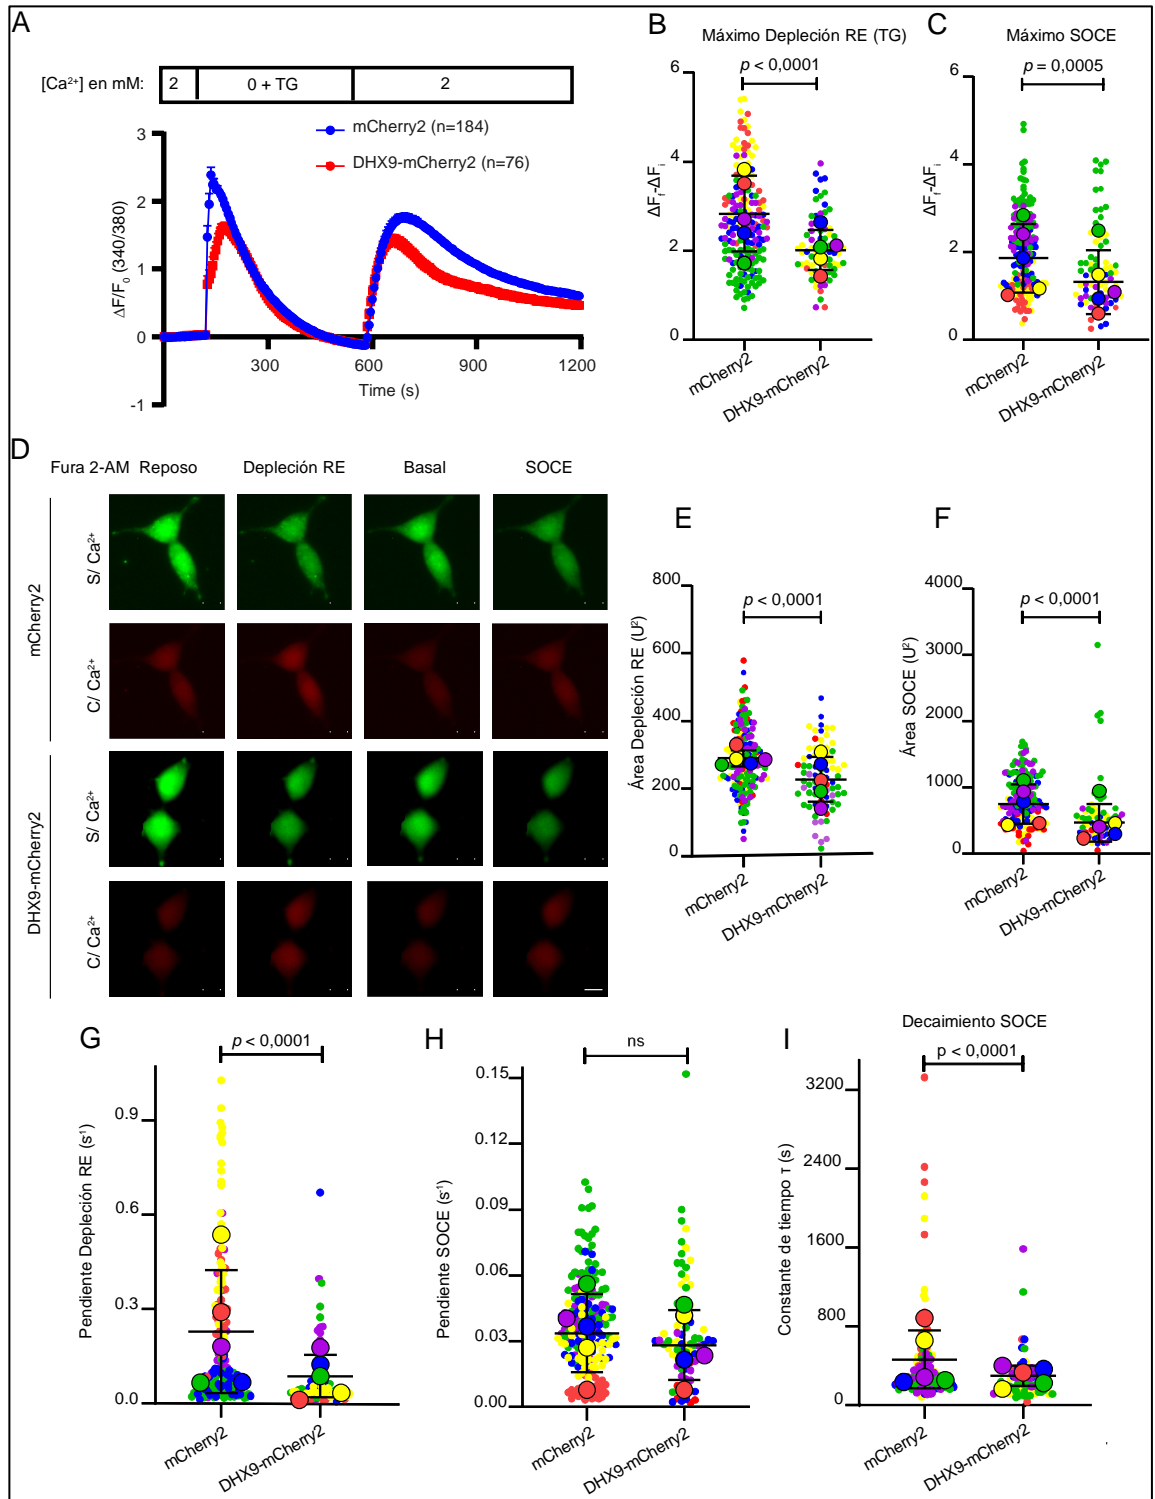 A
[Ca²⁺] en mM:
2
0 + TG
2
mCherry2 (n=184)
DHX9-mCherry2 (n=76)
ΔF/F₀ (340/380)
3
2
1
0
-1
300
600
900
1200
Time (s)
B
Máximo Depleción RE (TG)
p < 0,0001
ΔF_f-ΔF_i
6
4
2
0
mCherry2
DHX9-mCherry2
C
Máximo SOCE
p = 0,0005
ΔF_f-ΔF_i
6
4
2
0
mCherry2
DHX9-mCherry2
D
Fura 2-AM
Reposo
Depleción RE
Basal
SOCE
mCherry2
S/ Ca²⁺
C/ Ca²⁺
DHX9-mCherry2
S/ Ca²⁺
C/ Ca²⁺
E
p < 0,0001
Área Depleción RE (U²)
800
600
400
200
0
mCherry2
DHX9-mCherry2
F
p < 0,0001
Área SOCE (U²)
4000
3000
2000
1000
0
mCherry2
DHX9-mCherry2
G
p < 0,0001
Pendiente Depleción RE (s⁻¹)
0.9
0.6
0.3
0.0
mCherry2
DHX9-mCherry2
H
ns
Pendiente SOCE (s⁻¹)
0.15
0.12
0.09
0.06
0.03
0.00
mCherry2
DHX9-mCherry2
I
Decaimiento SOCE
p < 0,0001
Constante de tiempo τ (s)
3200
2400
1600
800
0
mCherry2
DHX9-mCherry2